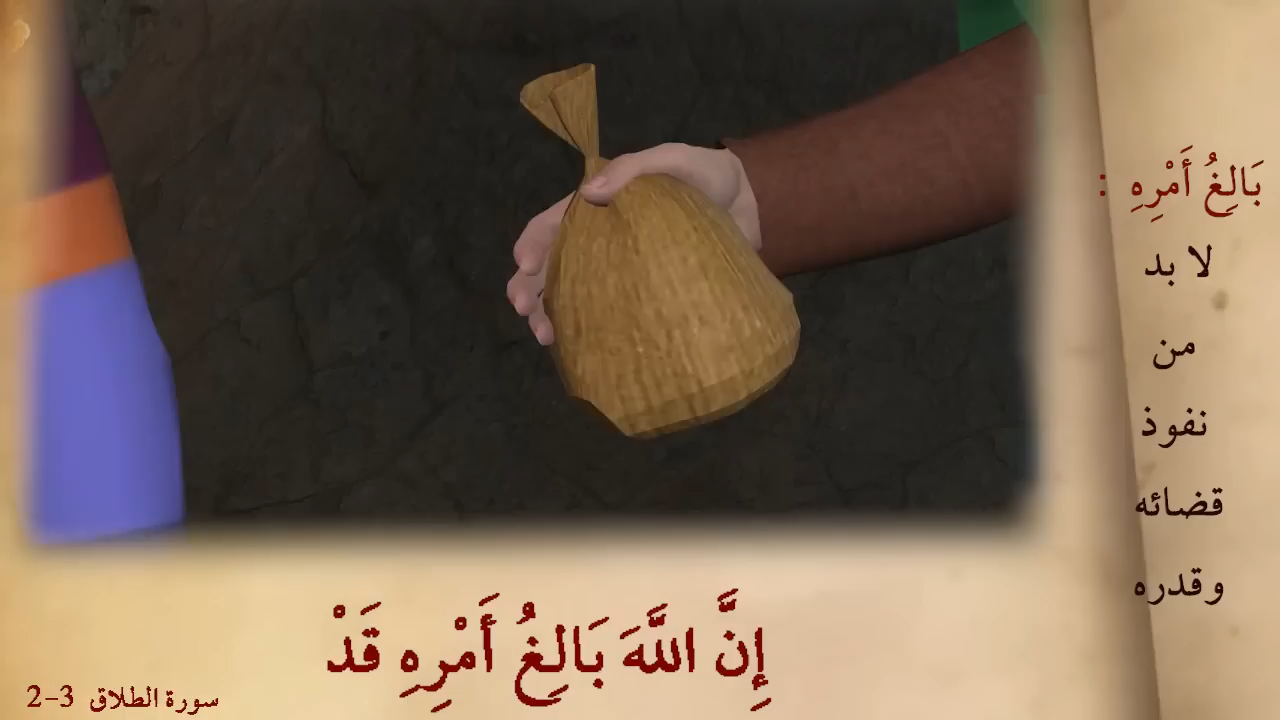 بَالِغُ أَمْرِهِ :
لا بد
من
نفوذ
قضائه
وقدره
إِنَّ اللَّهَ بَالِغُ أَمْرِهِ قَدْ
سورة الطلاق 3-2